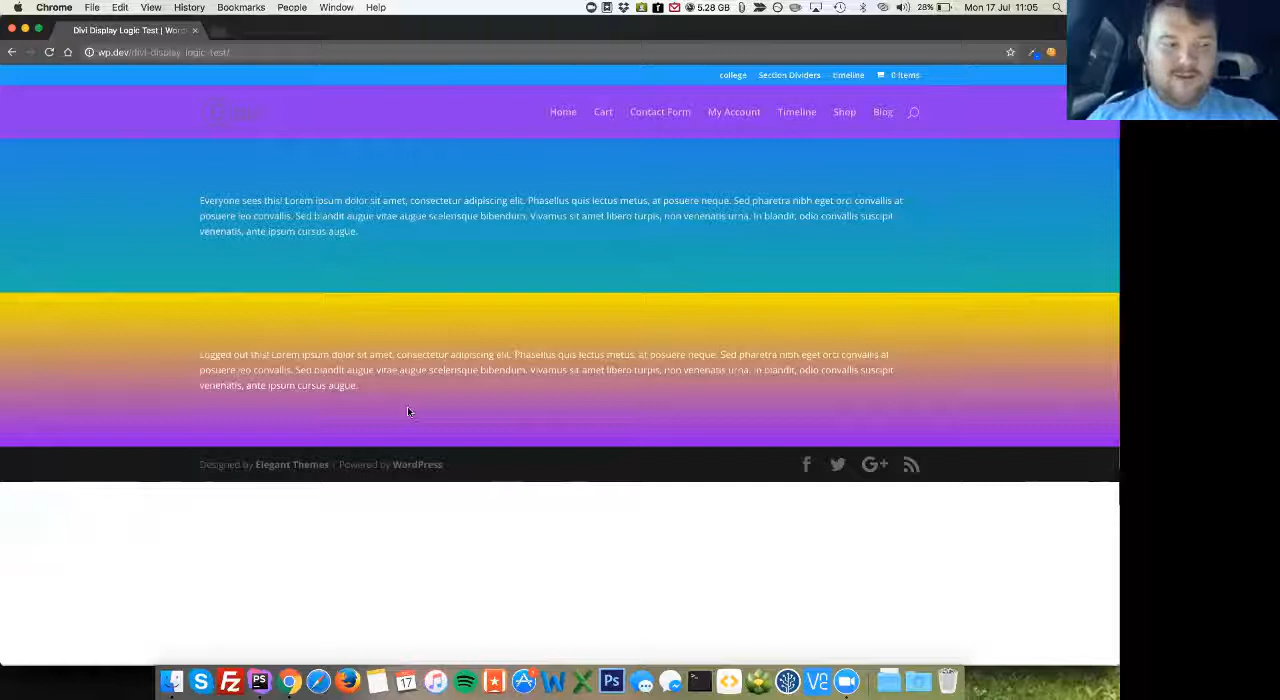 Chrome File Edit View History Bookmarks People Window Help 5.28 GB 28% Mon 17 Jul 11:05
Divi Display Logic Test | Word
wp.dev/divi-display-logic-test/
college Section Dividers timeline 0 Items
Home Cart Contact Form My Account Timeline Shop Blog
Everyone sees this! Lorem ipsum dolor sit amet, consectetur adipiscing elit. Phasellus quis lectus metus, at posuere neque. Sed pharetra nibh eget orci convallis at
posuere leo convallis. Sed blandit augue vitae augue scelerisque bibendum. Vivamus sit amet libero turpis, non venenatis urna. In blandit, odio convallis suscipit
venenatis, ante ipsum cursus augue.
Logged out this! Lorem ipsum dolor sit amet, consectetur adipiscing elit. Phasellus quis lectus metus, at posuere neque. Sed pharetra nibh eget orci convallis at
posuere leo convallis. Sed blandit augue vitae augue scelerisque bibendum. Vivamus sit amet libero turpis, non venenatis urna. In blandit, odio convallis suscipit
venenatis, ante ipsum cursus augue.
Designed by Elegant Themes | Powered by WordPress